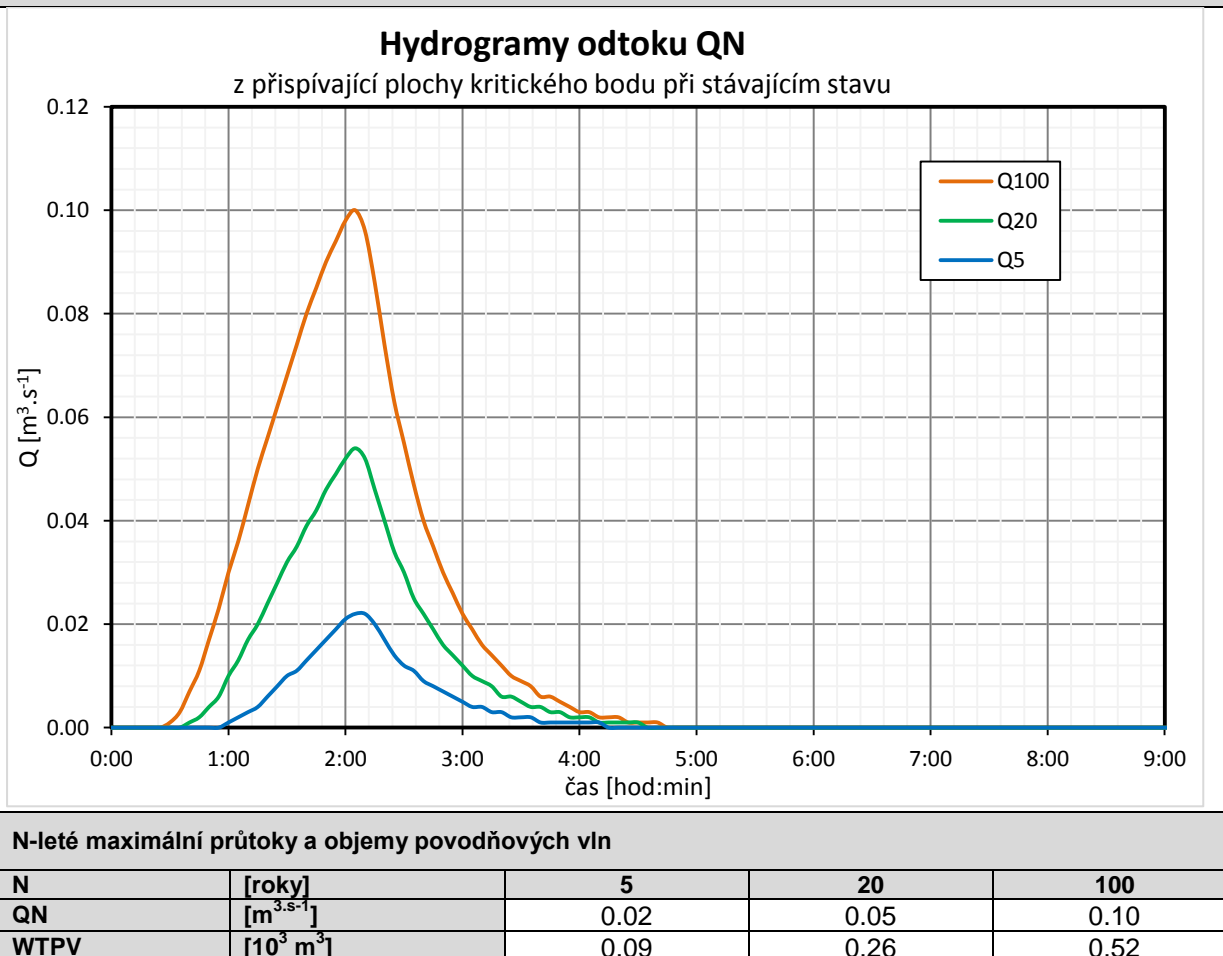 Hydrogramy odtoku QN
z přispívající plochy kritického bodu při stávajícím stavu
0.12
0.10
0.08
0.06
0.04
0.02
0.00
Q [m³.s⁻¹]
Q100
Q20
Q5
0:00 1:00 2:00 3:00 4:00 5:00 6:00 7:00 8:00 9:00
čas [hod:min]
N-leté maximální průtoky a objemy povodňových vln
N [roky] 5 20 100
QN [m³·ˢ⁻¹] 0.02 0.05 0.10
WTPV [10³ m³] 0.09 0.26 0.52